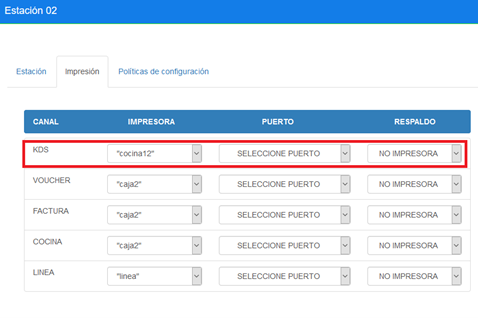 Estación 02
Estación Impresión Políticas de configuración
CANAL IMPRESORA PUERTO RESPALDO
KDS "cocina12" SELECCIONE PUERTO NO IMPRESORA
VOUCHER "caja2" SELECCIONE PUERTO NO IMPRESORA
FACTURA "caja2" SELECCIONE PUERTO NO IMPRESORA
COCINA "caja2" SELECCIONE PUERTO NO IMPRESORA
LINEA "linea" SELECCIONE PUERTO NO IMPRESORA